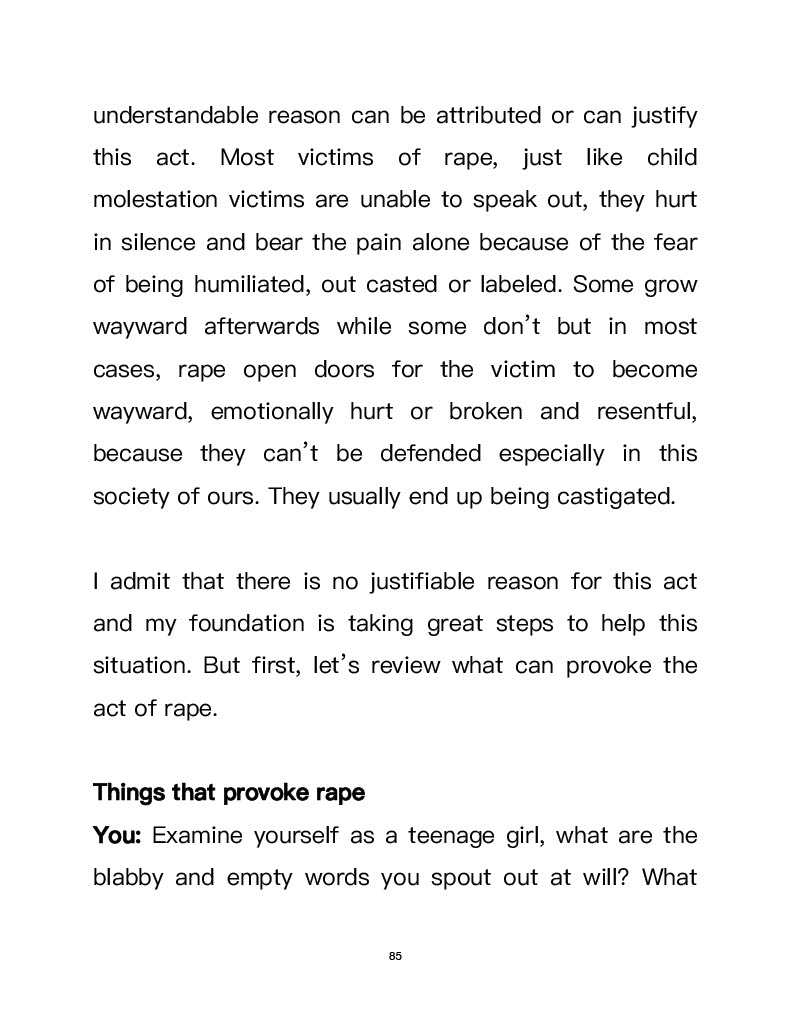 understandable reason can be attributed or can justify
this act. Most victims of rape, just like child
molestation victims are unable to speak out, they hurt
in silence and bear the pain alone because of the fear
of being humiliated, out casted or labeled. Some grow
wayward afterwards while some don’t but in most
cases, rape open doors for the victim to become
wayward, emotionally hurt or broken and resentful,
because they can’t be defended especially in this
society of ours. They usually end up being castigated.
I admit that there is no justifiable reason for this act
and my foundation is taking great steps to help this
situation. But first, let’s review what can provoke the
act of rape.
Things that provoke rape
You: Examine yourself as a teenage girl, what are the
blabby and empty words you spout out at will? What
85